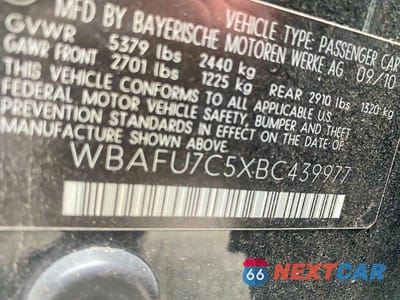 MFD BY BAYERISCHE MOTOREN WERKE AG 09/10
VEHICLE TYPE: PASSENGER CAR
GVWR 5379 lbs 2440 kg
GAWR FRONT 2701 lbs 1225 kg REAR 2910 lbs 1320 kg
THIS VEHICLE CONFORMS TO ALL APPLICABLE U.S.
FEDERAL MOTOR VEHICLE SAFETY, BUMPER AND THEFT
PREVENTION STANDARDS IN EFFECT ON THE DATE OF
MANUFACTURE SHOWN ABOVE.
WBAFU7C5XBC439977
66 NEXTCAR